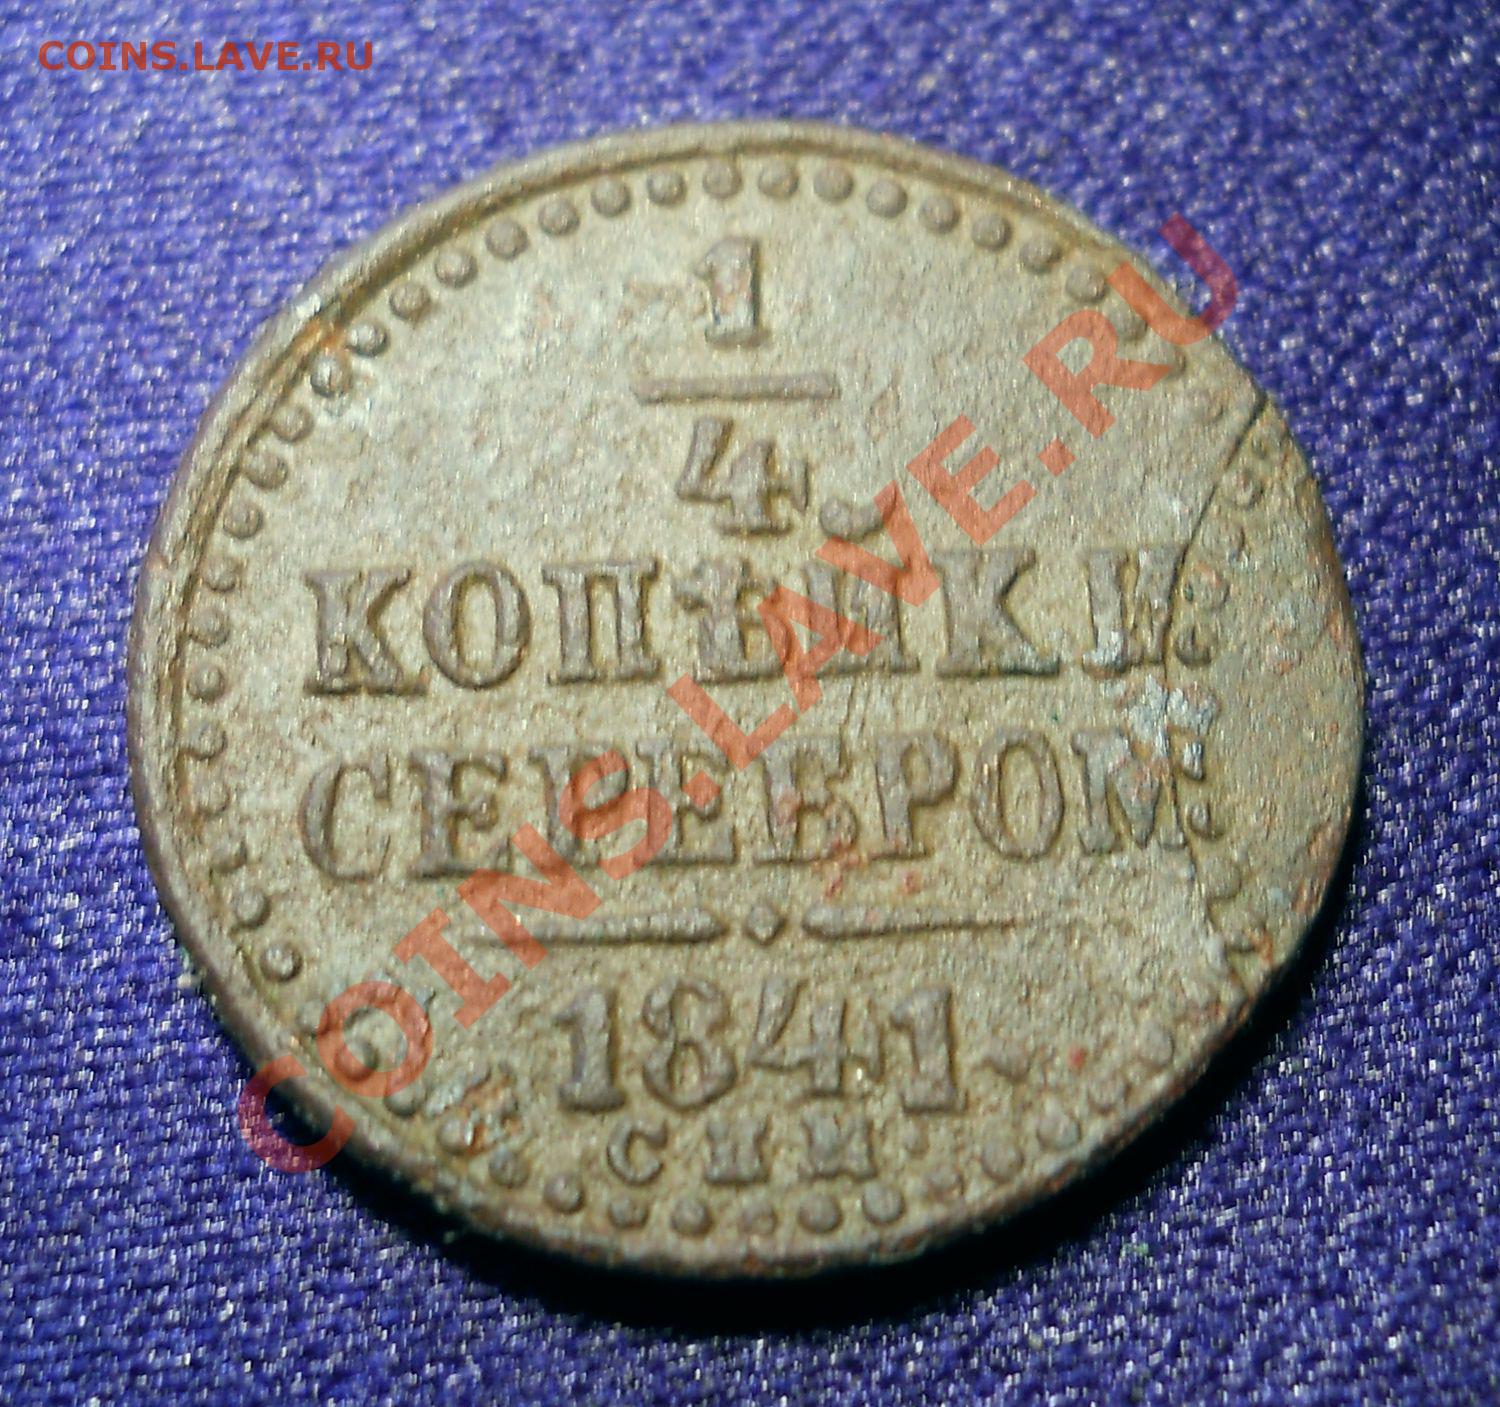 COINS.LAVE.RU
1
4
КОПѢЙКИ
СЕРЕБРОМ
1841
СПМ
COINS.LAVE.RU